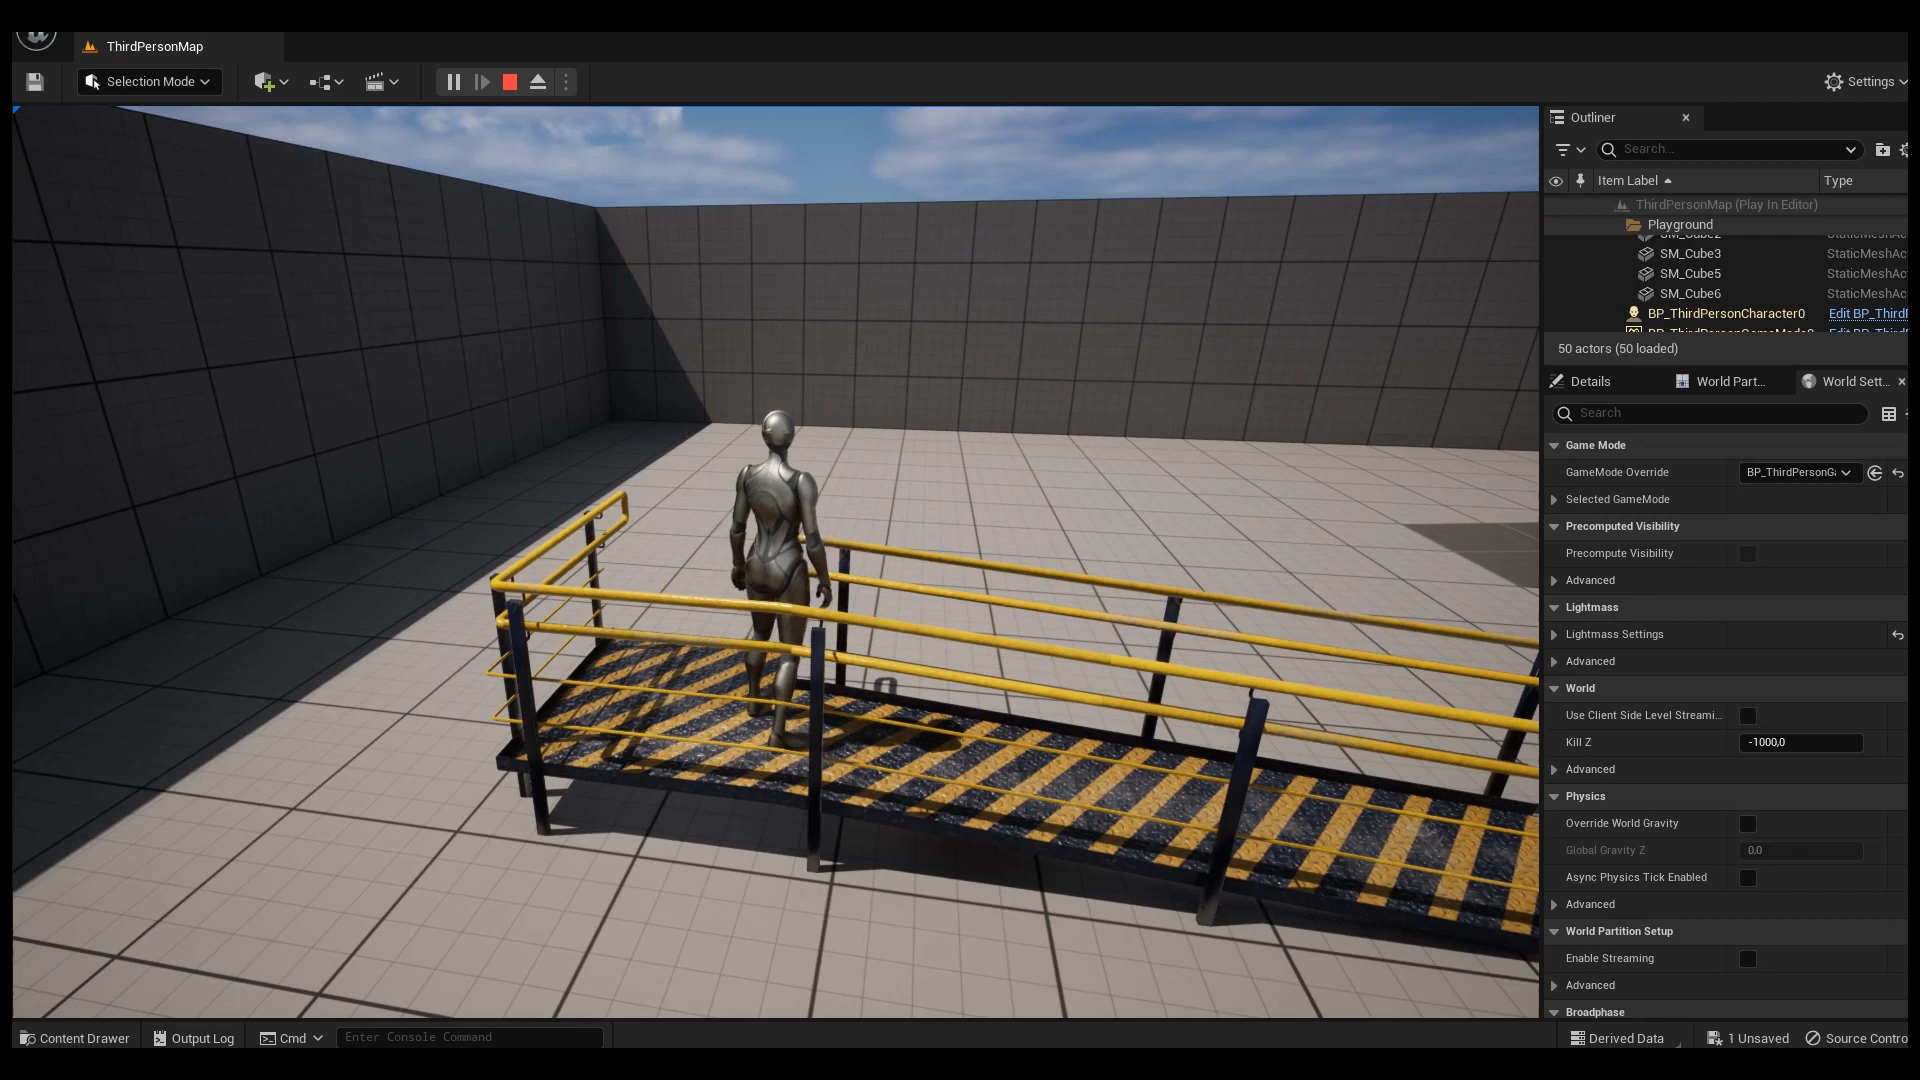 ThirdPersonMap
Selection Mode
Settings
Outliner
Search...
Item Label
Type
ThirdPersonMap (Play In Editor)
Playground
SM_Cube2
SM_Cube3
StaticMeshAc
SM_Cube5
StaticMeshAc
SM_Cube6
StaticMeshAc
BP_ThirdPersonCharacter0
Edit BP_ThirdP
BP_ThirdPersonGameMode0
50 actors (50 loaded)
Details
World Part...
World Sett...
Search
Game Mode
GameMode Override
BP_ThirdPersonGa
Selected GameMode
Precomputed Visibility
Precompute Visibility
Advanced
Lightmass
Lightmass Settings
Advanced
World
Use Client Side Level Streami...
Kill Z
-1000,0
Advanced
Physics
Override World Gravity
Global Gravity Z
0,0
Async Physics Tick Enabled
Advanced
World Partition Setup
Enable Streaming
Advanced
Broadphase
Content Drawer
Output Log
Cmd
Enter Console Command
Derived Data
1 Unsaved
Source Contro